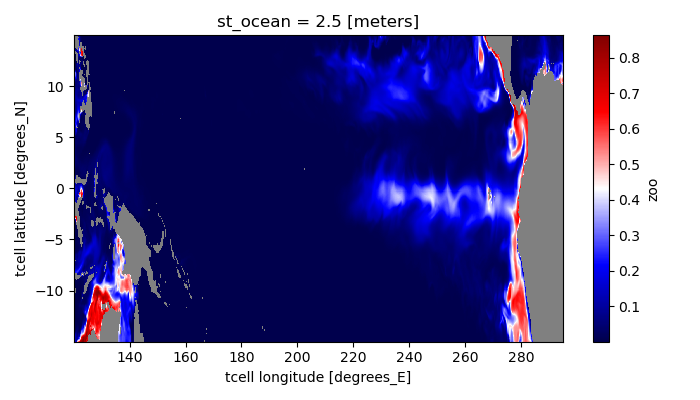 st_ocean = 2.5 [meters]
10
5
0
−5
−10
tcell latitude [degrees_N]
140 160 180 200 220 240 260 280
tcell longitude [degrees_E]
0.8
0.7
0.6
0.5
0.4
0.3
0.2
0.1
zoo